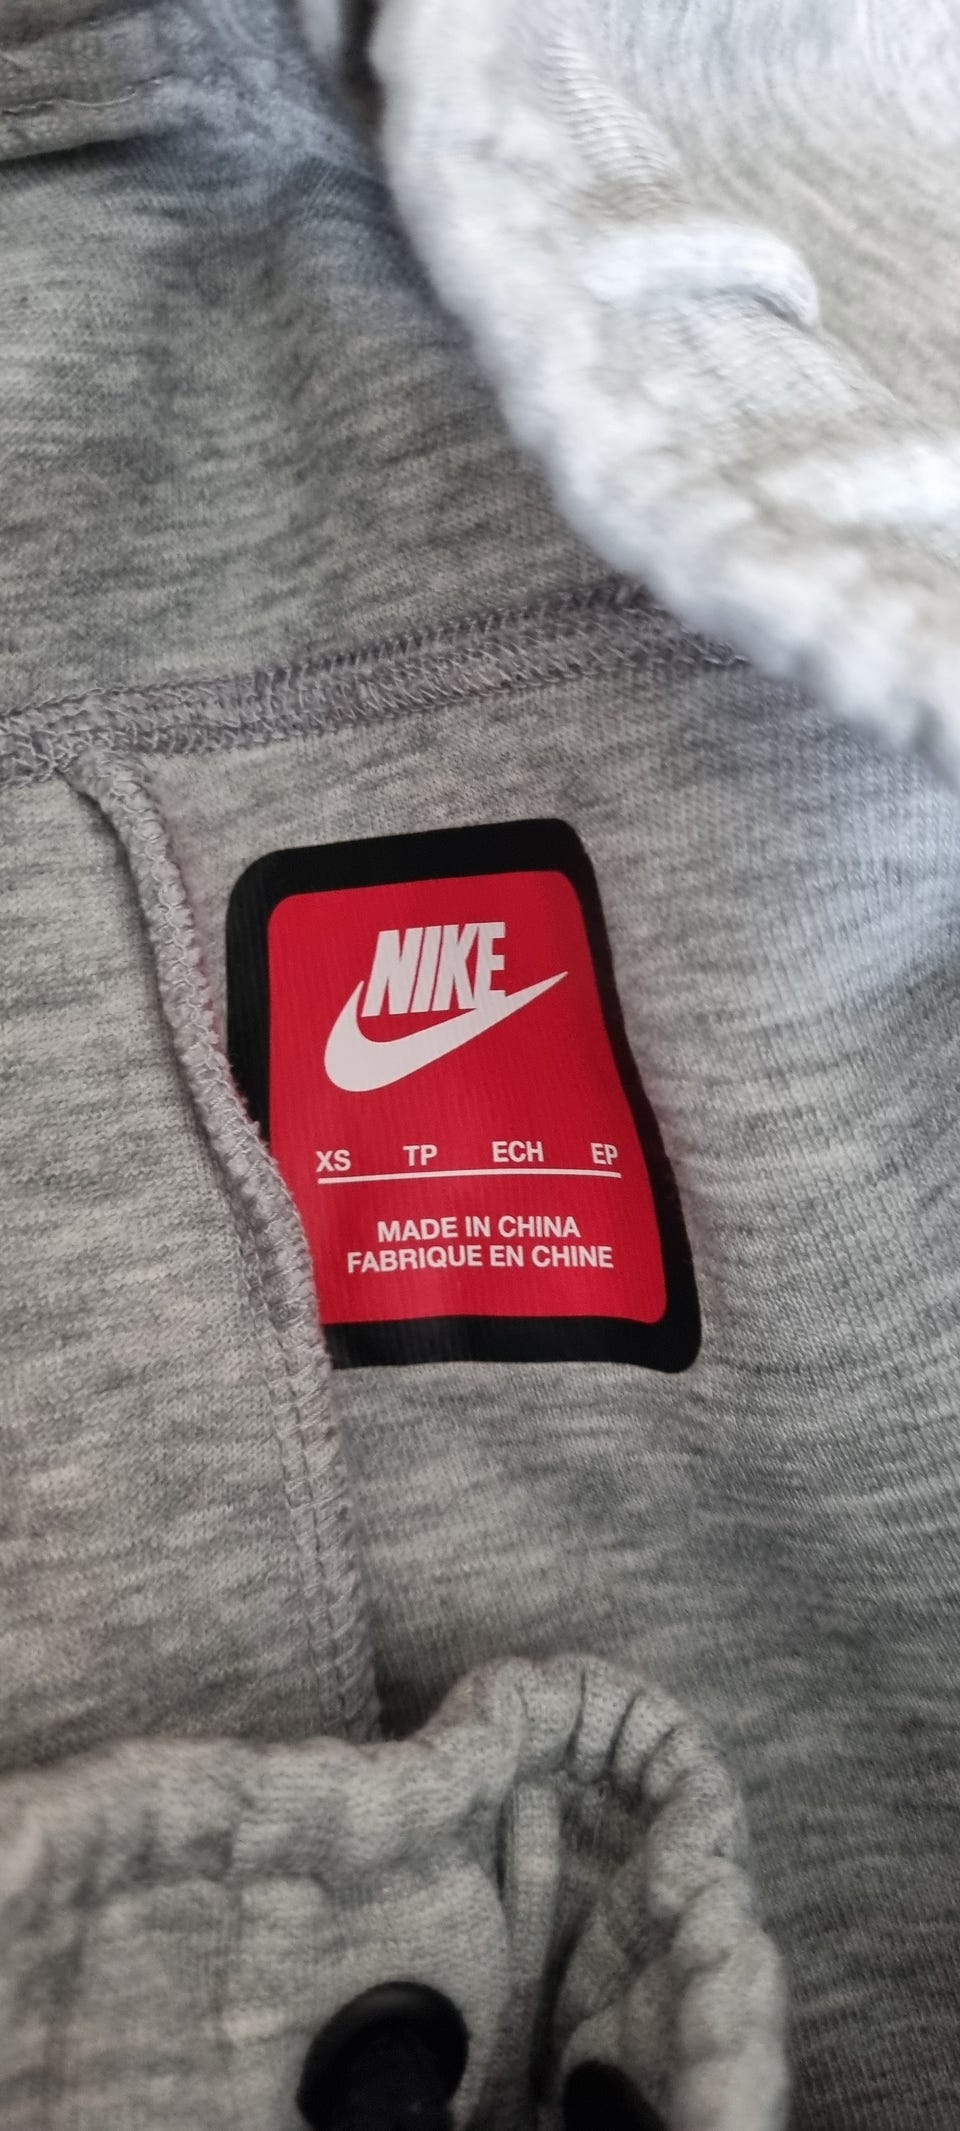 NIKE
XS TP ECH EP
MADE IN CHINA
FABRIQUE EN CHINE